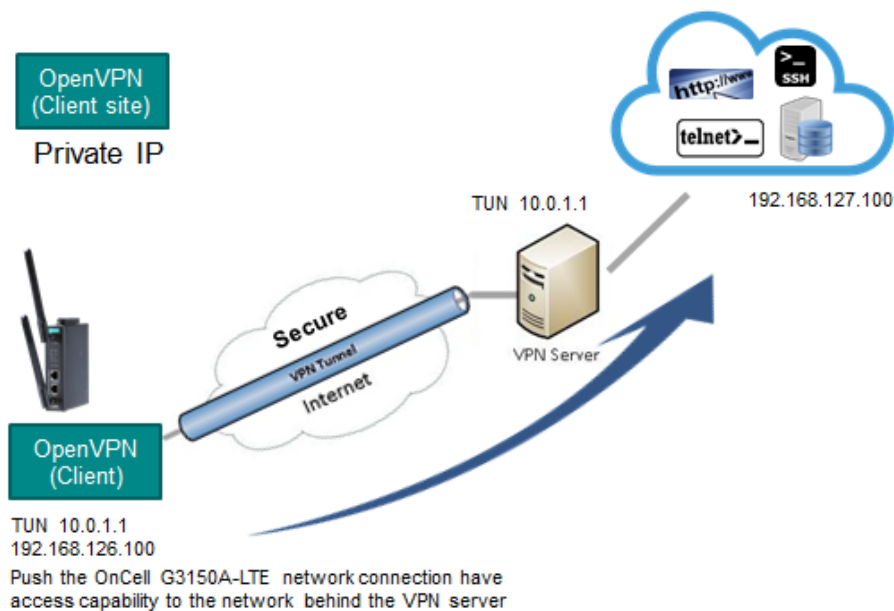 OpenVPN
(Client site)
Private IP
http://www
>_
SSH
telnet>_
192.168.127.100
TUN 10.0.1.1
VPN Server
Secure
VPN Tunnel
Internet
OpenVPN
(Client)
TUN 10.0.1.1
192.168.126.100
Push the OnCell G3150A-LTE network connection have
access capability to the network behind the VPN server